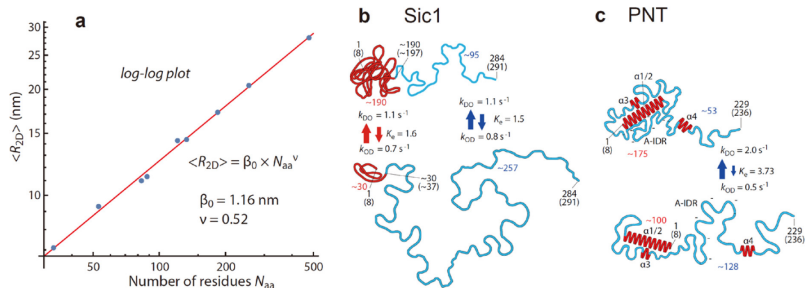 a
30
20
15
10
<R2D> (nm)
log-log plot
<R2D> = β0 × Naa^ν
β0 = 1.16 nm
ν = 0.52
50
100
500
Number of residues Naa
b Sic1
1
(8)
~190
(~197)
~95
284
(291)
~190
kDO = 1.1 s-1
Ke = 1.6
kOD = 0.7 s-1
kDO = 1.1 s-1
Ke = 1.5
kOD = 0.8 s-1
~30
1
(8)
~30
(~37)
~257
284
(291)
c PNT
α1/2
α3
α4
~53
229
(236)
1
(8)
A-IDR
~175
kDO = 2.0 s-1
Ke = 3.73
kOD = 0.5 s-1
A-IDR
~100
1
(8)
α1/2
α3
α4
229
(236)
~128